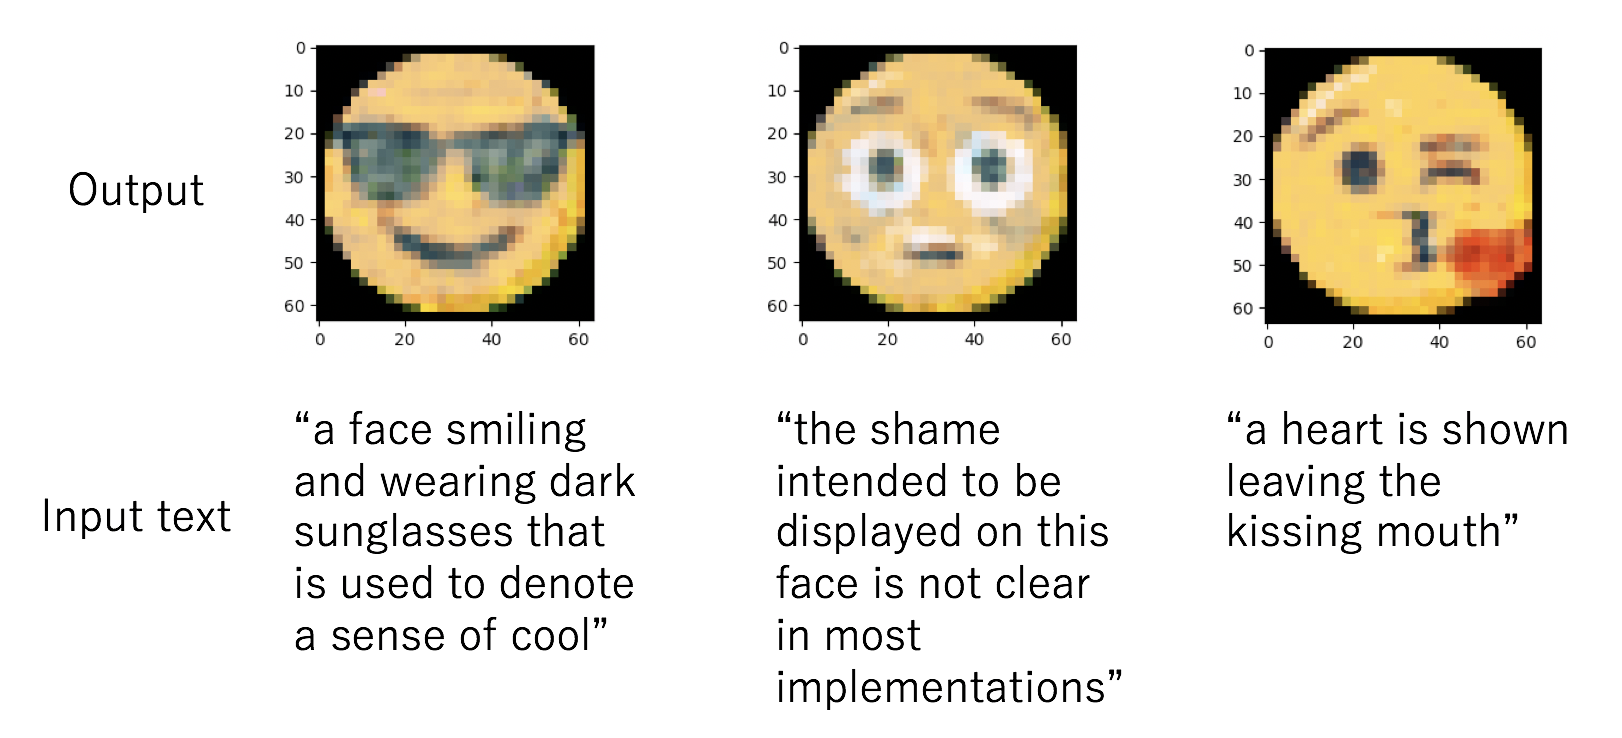 Output
0
10
20
30
40
50
60
0 20 40 60
0
10
20
30
40
50
60
0 20 40 60
0
10
20
30
40
50
60
0 20 40 60
Input text
“a face smiling
and wearing dark
sunglasses that
is used to denote
a sense of cool”
“the shame
intended to be
displayed on this
face is not clear
in most
implementations”
“a heart is shown
leaving the
kissing mouth”